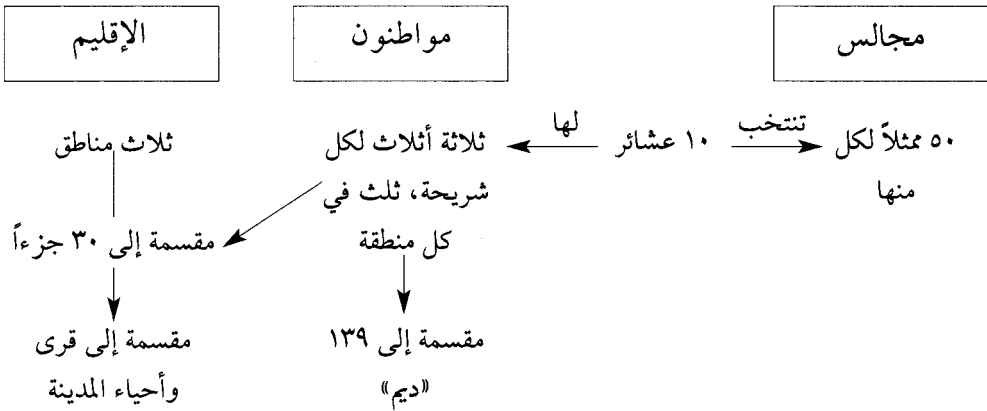 مجالس
مواطنون
الإقليم
٥٠ ممثلاً لكل
منها
تنتخب
١٠ عشائر
لها
ثلاثة أثلاث لكل
شريحة، ثلث في
كل منطقة
مقسمة إلى ١٣٩
«ديم»
ثلاث مناطق
مقسمة إلى ٣٠ جزءاً
مقسمة إلى قرى
وأحياء المدينة